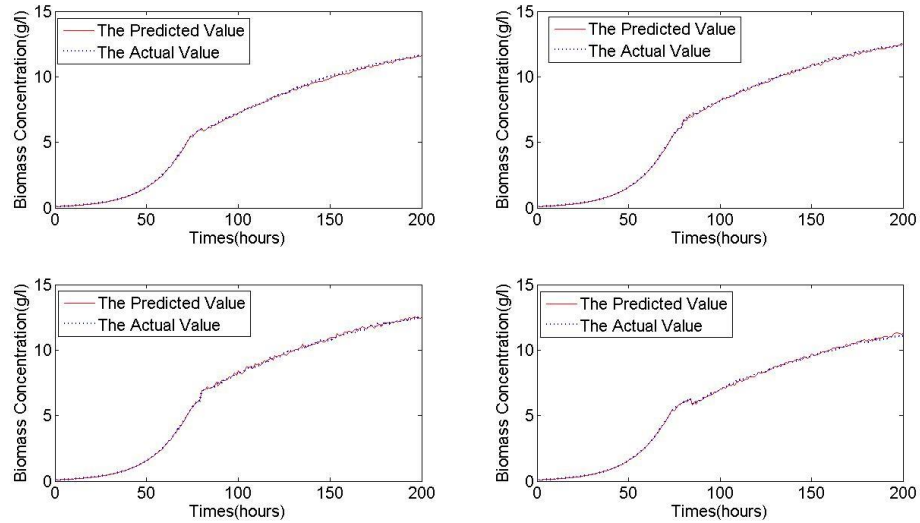 15
10
5
0
Biomass Concentration(g/l)
The Predicted Value
The Actual Value
0 50 100 150 200
Times(hours)
15
10
5
0
Biomass Concentration(g/l)
The Predicted Value
The Actual Value
0 50 100 150 200
Times(hours)
15
10
5
0
Biomass Concentration(g/l)
The Predicted Value
The Actual Value
0 50 100 150 200
Times(hours)
15
10
5
0
Biomass Concentration(g/l)
The Predicted Value
The Actual Value
0 50 100 150 200
Times(hours)